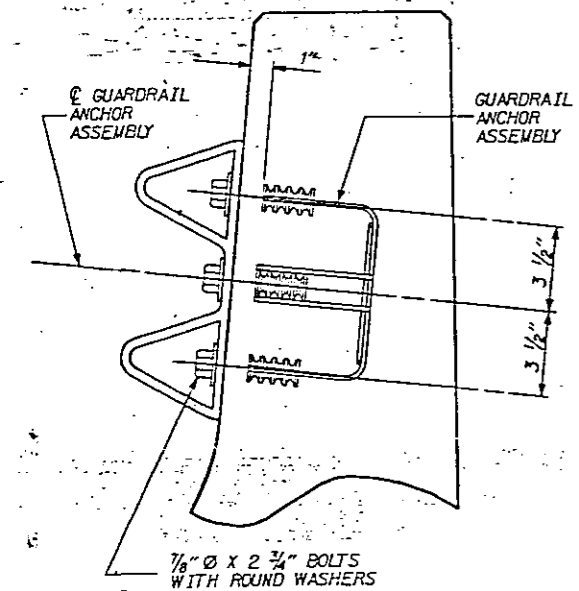 1"
℄ GUARDRAIL
ANCHOR
ASSEMBLY
GUARDRAIL
ANCHOR
ASSEMBLY
3 1/2"
3 1/2"
7/8" Ø X 2 3/4" BOLTS
WITH ROUND WASHERS